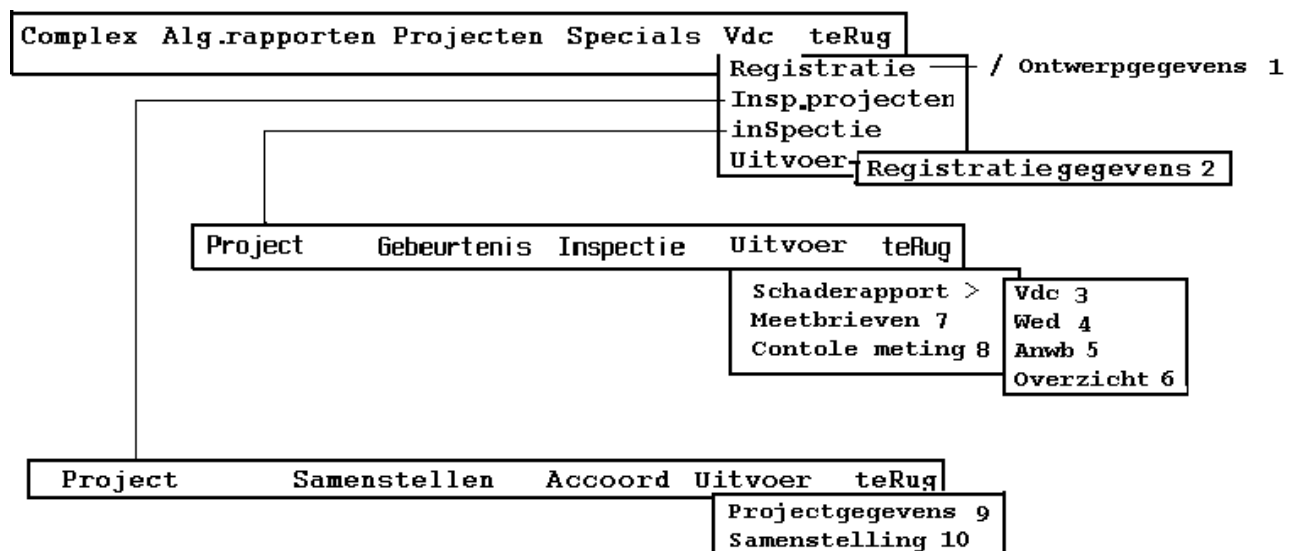 Complex Alg.rapporten Projecten Specials Vdc teRug
Registratie / Ontwerpgegevens 1
Insp.projecten
inSpectie
Uitvoer Registratiegegevens 2
Project Gebeurtenis Inspectie Uitvoer teRug
Schaderapport > Vdc 3
Meetbrieven 7 Wed 4
Contole meting 8 Anwb 5
Overzicht 6
Project Samenstellen Accoord Uitvoer teRug
Projectgegevens 9
Samenstelling 10